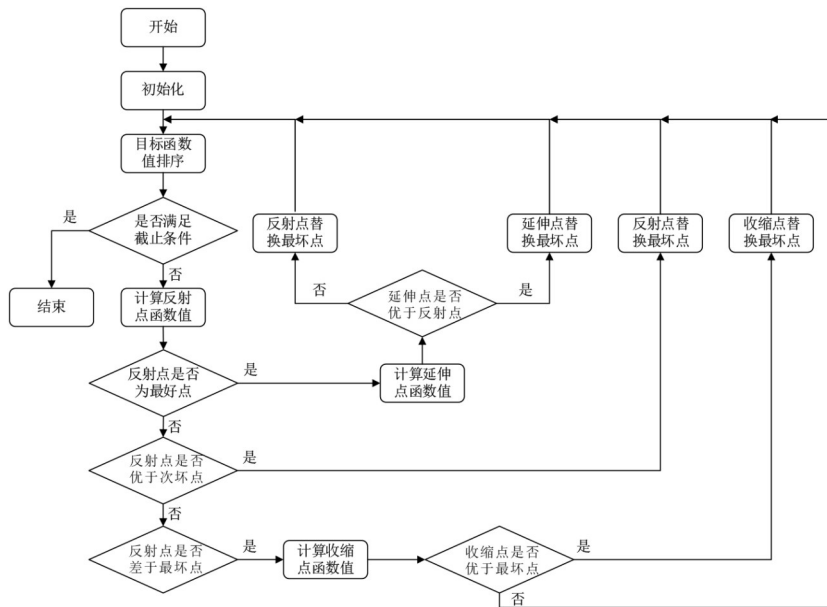 开始
初始化
目标函数
值排序
是
是否满足
截止条件
反射点替
换最坏点
延伸点替
换最坏点
反射点替
换最坏点
收缩点替
换最坏点
否
结束
计算反射
点函数值
否
延伸点是否
优于反射点
是
反射点是否
为最好点
是
计算延伸
点函数值
否
反射点是否
优于次坏点
是
否
反射点是否
差于最坏点
是
计算收缩
点函数值
收缩点是否
优于最坏点
是
否